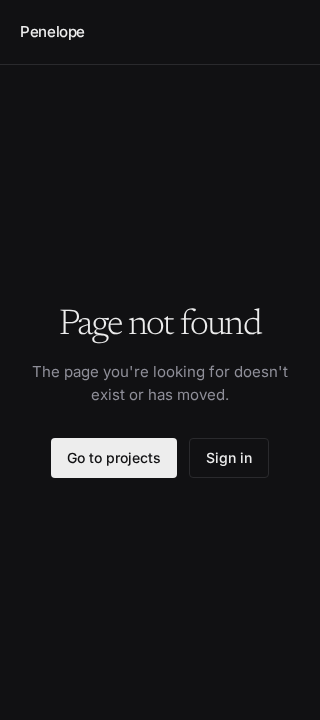 Penelope
Page not found
The page you're looking for doesn't
exist or has moved.
Go to projects
Sign in